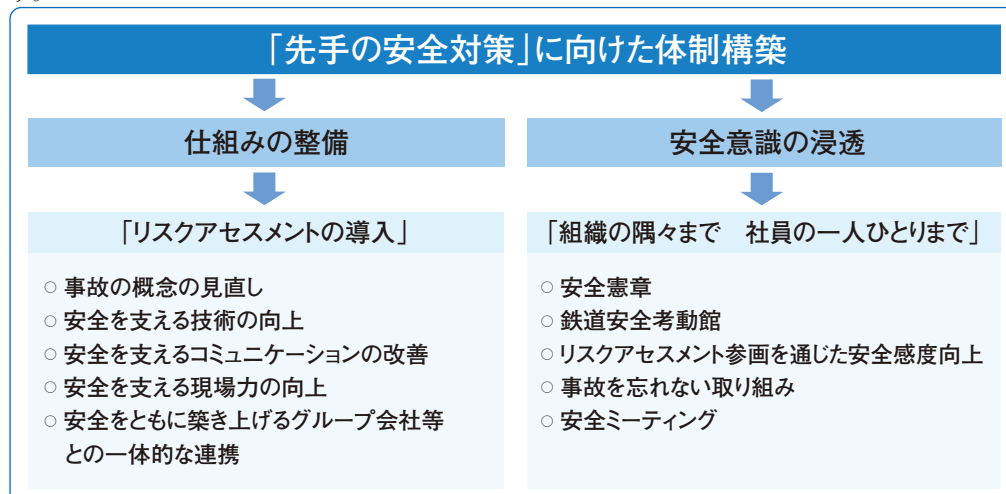 「先手の安全対策」に向けた体制構築
仕組みの整備
「リスクアセスメントの導入」
○ 事故の概念の見直し
○ 安全を支える技術の向上
○ 安全を支えるコミュニケーションの改善
○ 安全を支える現場力の向上
○ 安全をともに築き上げるグループ会社等
との一体的な連携
安全意識の浸透
「組織の隅々まで　社員の一人ひとりまで」
○ 安全憲章
○ 鉄道安全考動館
○ リスクアセスメント参画を通じた安全感度向上
○ 事故を忘れない取り組み
○ 安全ミーティング